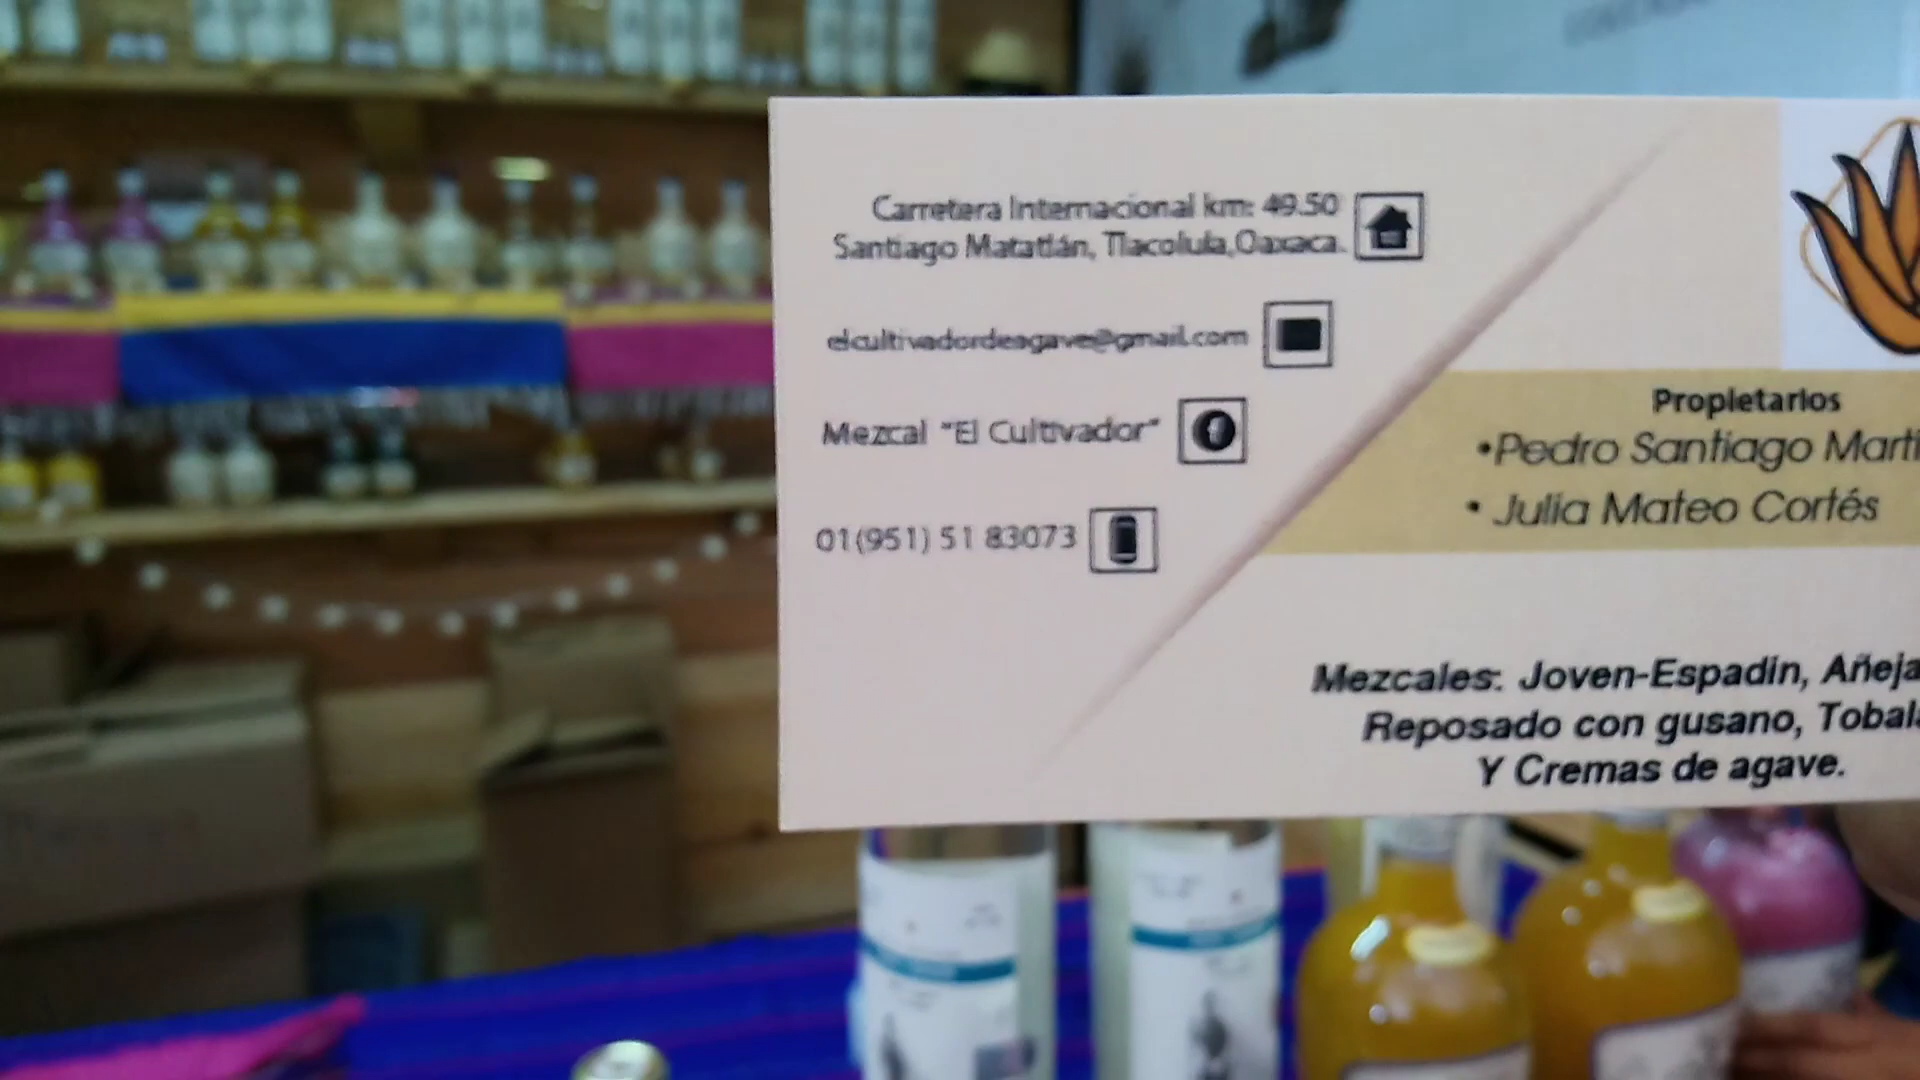 Carretera Internacional km: 49.50
Santiago Matatlán, Tlacolula,Oaxaca.
elcultivadordeagave@gmail.com
Mezcal "El Cultivador"
01(951) 51 83073
Propietarios
•Pedro Santiago
• Julia Mateo Cortés
Mezcales: Joven-Espadin,
Reposado con gusano,
Y Cremas de agave.